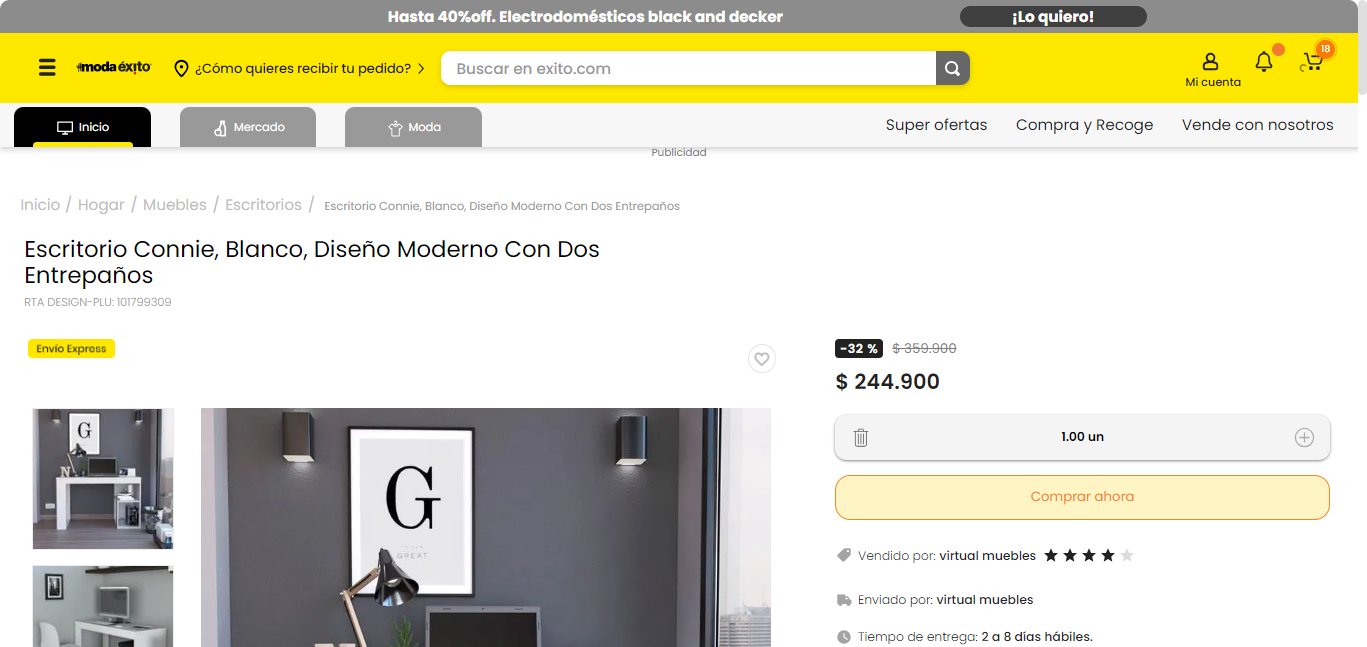 Hasta 40%off. Electrodomésticos black and decker
¡Lo quiero!
moda éxito
¿Cómo quieres recibir tu pedido?
Buscar en exito.com
Mi cuenta
18
Inicio
Mercado
Moda
Super ofertas
Compra y Recoge
Vende con nosotros
Publicidad
Inicio / Hogar / Muebles / Escritorios / Escritorio Connie, Blanco, Diseño Moderno Con Dos Entrepaños
Escritorio Connie, Blanco, Diseño Moderno Con Dos
Entrepaños
RTA DESIGN-PLU: 101799309
Envío Express
-32 % $ 359.900
$ 244.900
1.00 un
Comprar ahora
Vendido por: virtual muebles
Enviado por: virtual muebles
Tiempo de entrega: 2 a 8 días hábiles.
G
N
G
GREAT